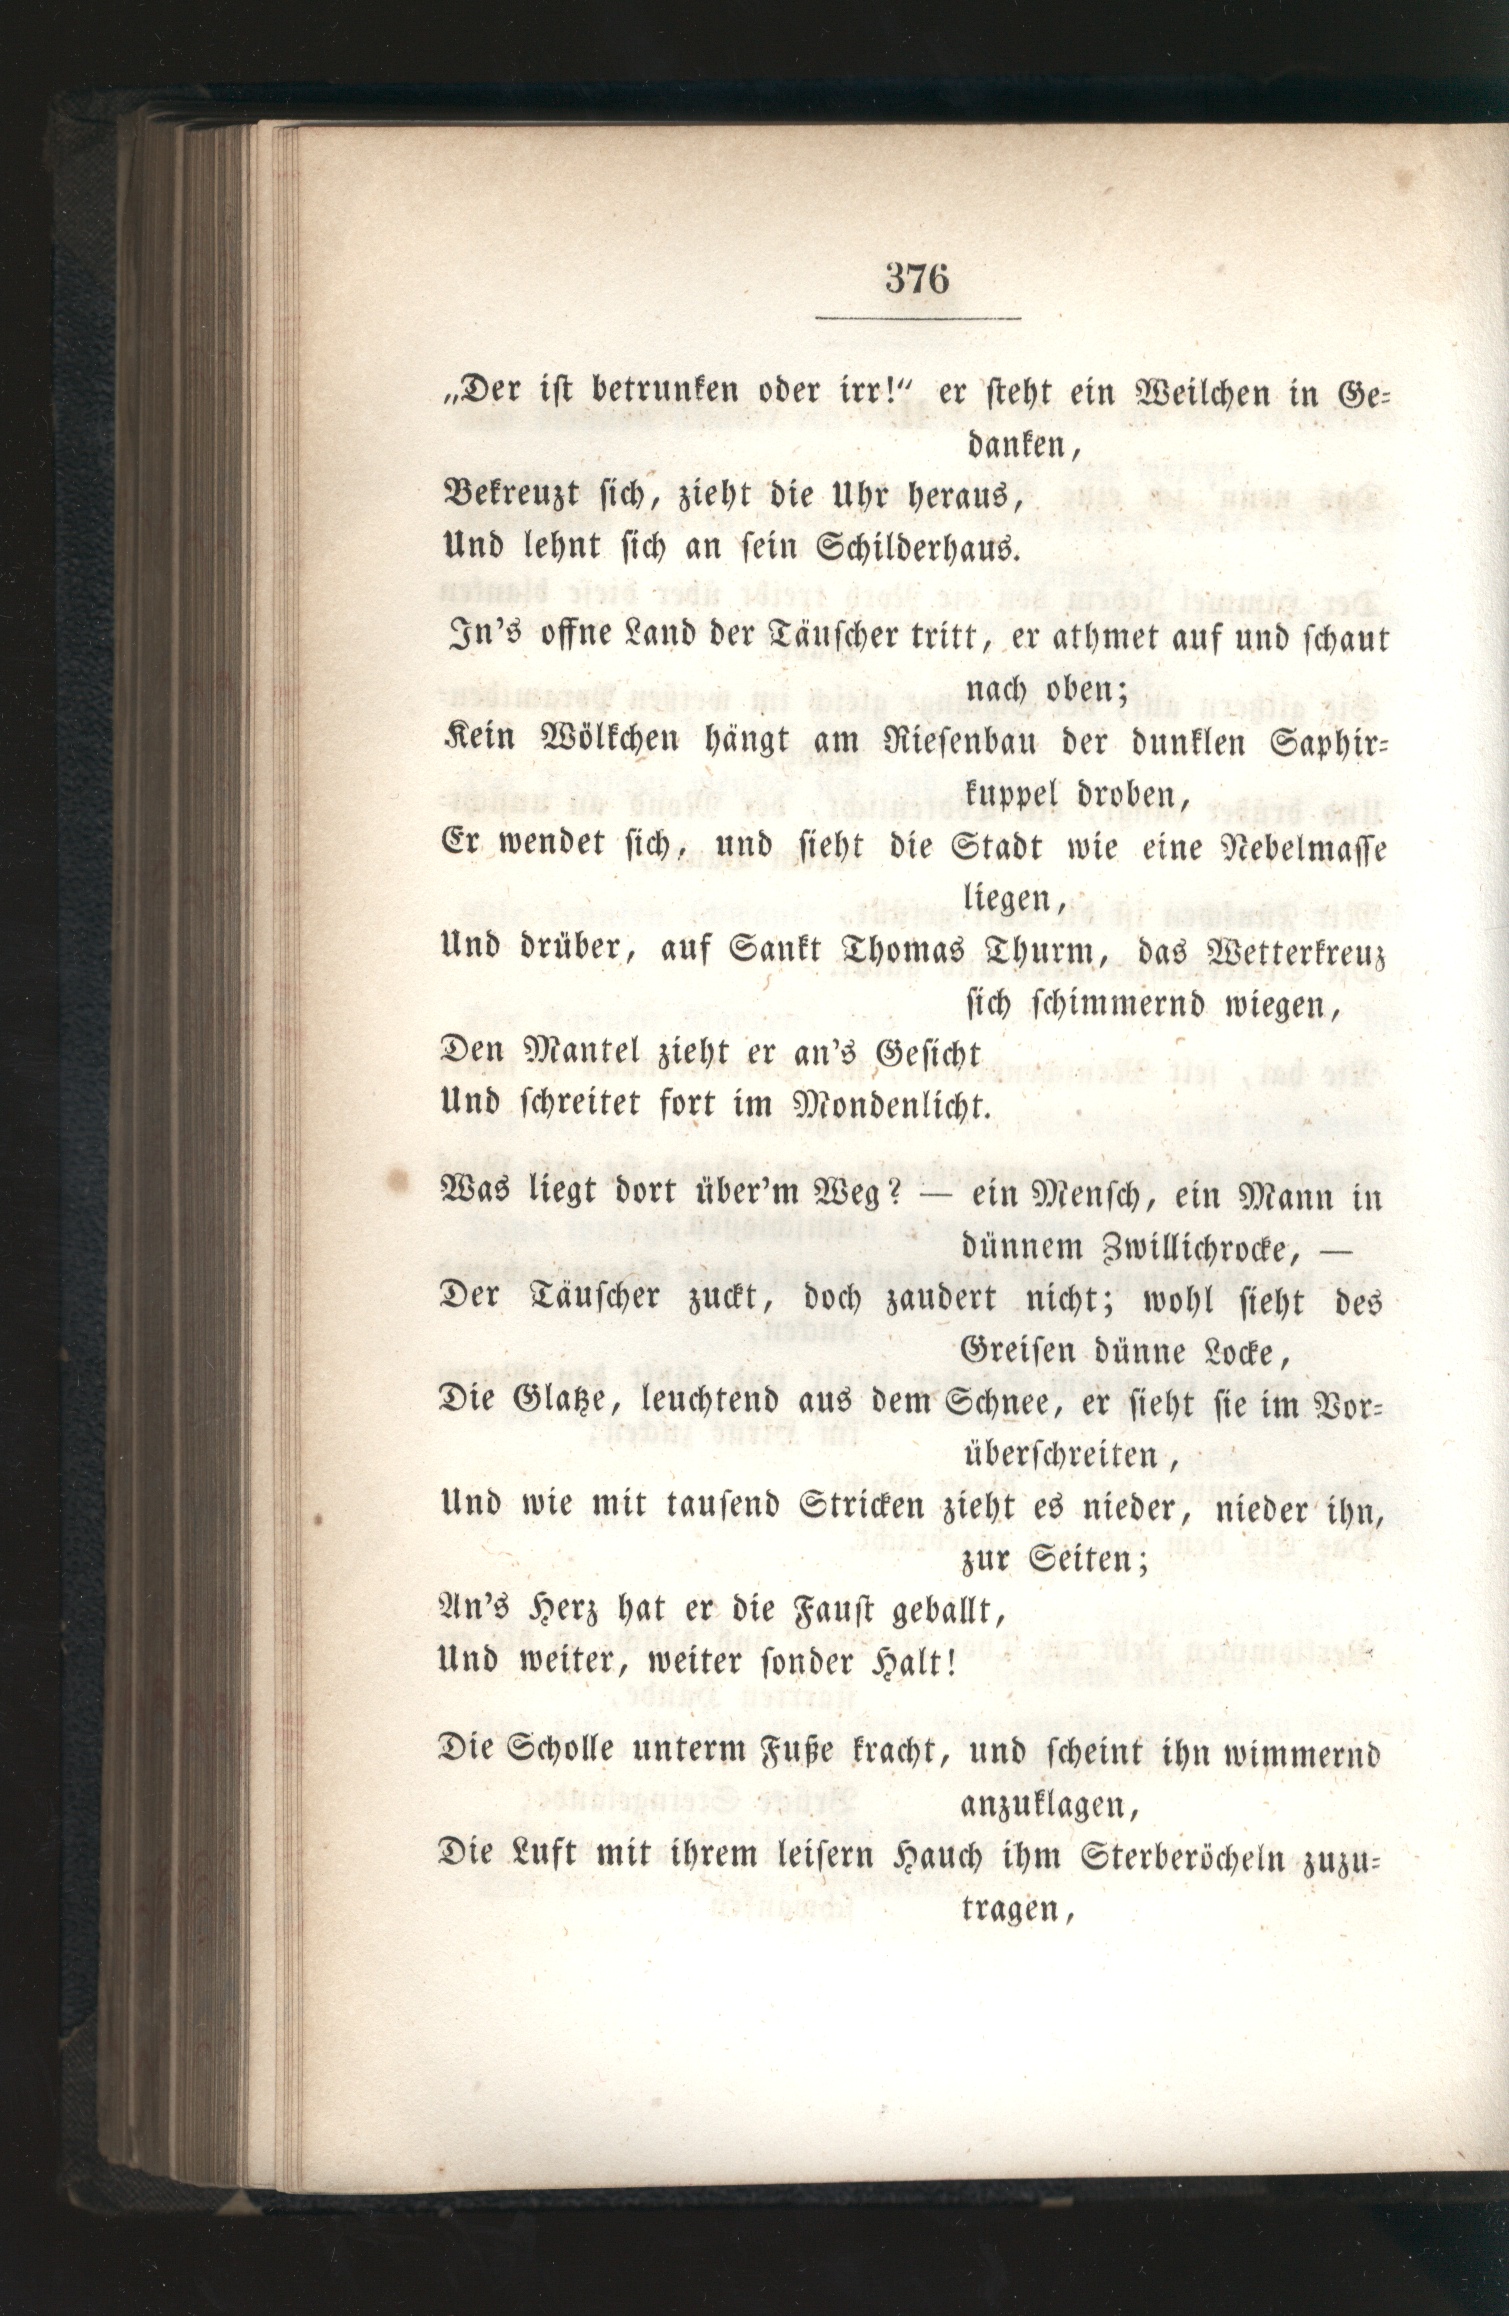 376
„Der iſt betrunken oder irr!“ er ſteht ein Weilchen in Ge-
danken,
Bekreuzt ſich, zieht die Uhr heraus,
Und lehnt ſich an ſein Schilderhaus.
In's offne Land der Täuſcher tritt, er athmet auf und ſchaut
nach oben;
Kein Wölkchen hängt am Rieſenbau der dunklen Saphir-
kuppel droben,
Er wendet ſich, und ſieht die Stadt wie eine Nebelmaſſe
liegen,
Und drüber, auf Sankt Thomas Thurm, das Wetterkreuz
ſich ſchimmernd wiegen,
Den Mantel zieht er an's Geſicht
Und ſchreitet fort im Mondenlicht.
Was liegt dort über'm Weg? — ein Menſch, ein Mann in
dünnem Zwillichrocke, —
Der Täuſcher zuckt, doch zaudert nicht; wohl ſieht des
Greiſen dünne Locke,
Die Glatze, leuchtend aus dem Schnee, er ſieht ſie im Vor-
überſchreiten,
Und wie mit tauſend Stricken zieht es nieder, nieder ihn,
zur Seiten;
An's Herz hat er die Fauſt geballt,
Und weiter, weiter ſonder Halt!
Die Scholle unterm Fuße kracht, und ſcheint ihn wimmernd
anzuklagen,
Die Luft mit ihrem leiſern Hauch ihm Sterberöcheln zuzu-
tragen,